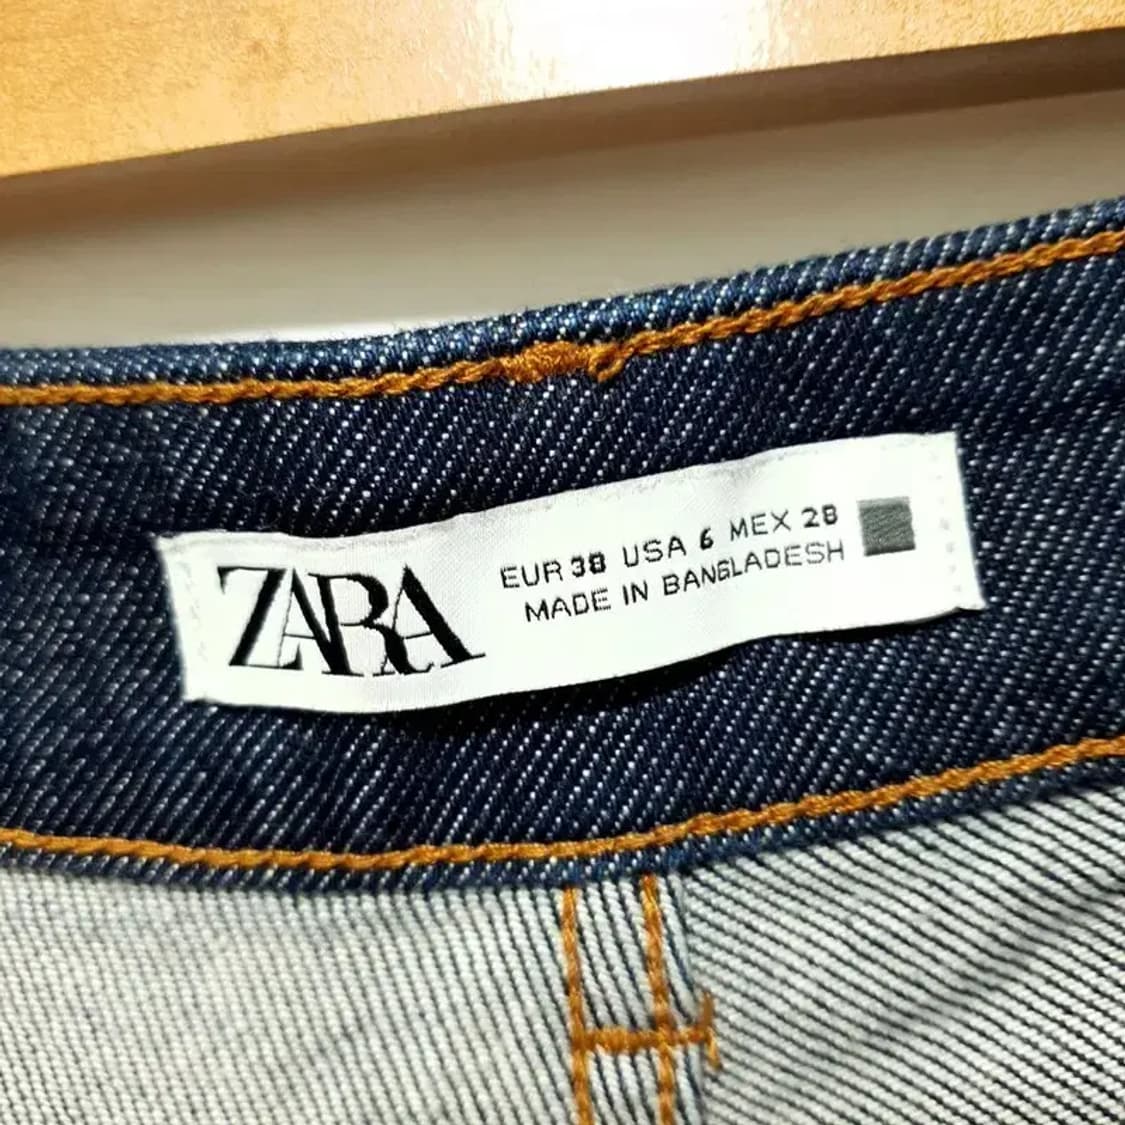 ZARA
EUR 38 USA 6 MEX 28
MADE IN BANGLADESH